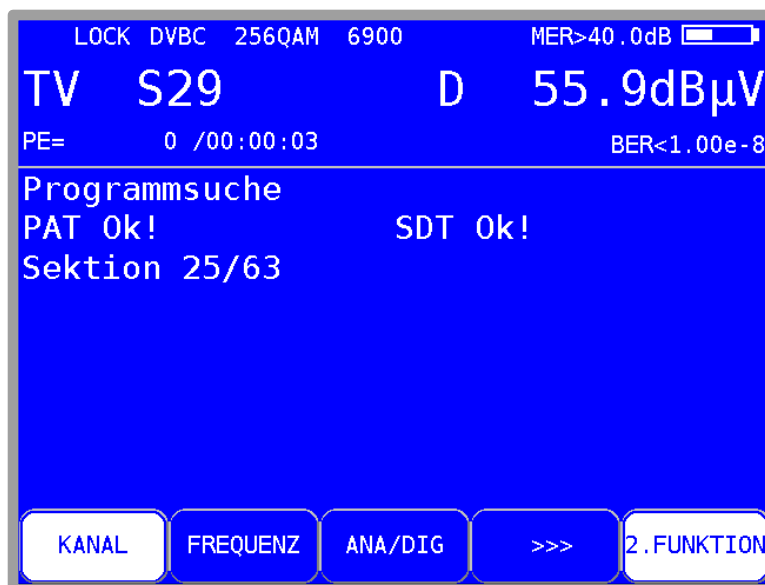 LOCK DVBC 256QAM 6900 MER>40.0dB
TV S29 D 55.9dBµV
PE= 0 /00:00:03 BER<1.00e-8
Programmsuche
PAT Ok! SDT Ok!
Sektion 25/63
KANAL FREQUENZ ANA/DIG >>> 2.FUNKTION